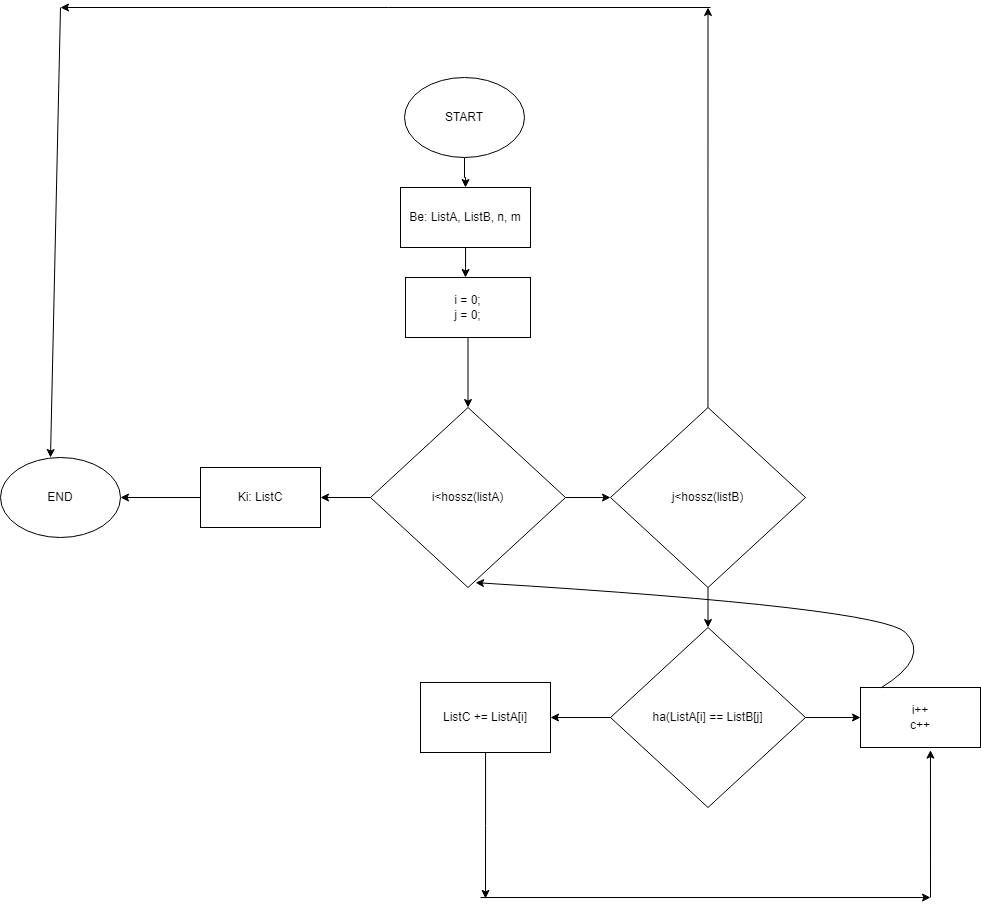 START
Be: ListA, ListB, n, m
i = 0;
j = 0;
END
Ki: ListC
i<hossz(listA)
j<hossz(listB)
ListC += ListA[i]
ha(ListA[i] == ListB[j]
i++
c++